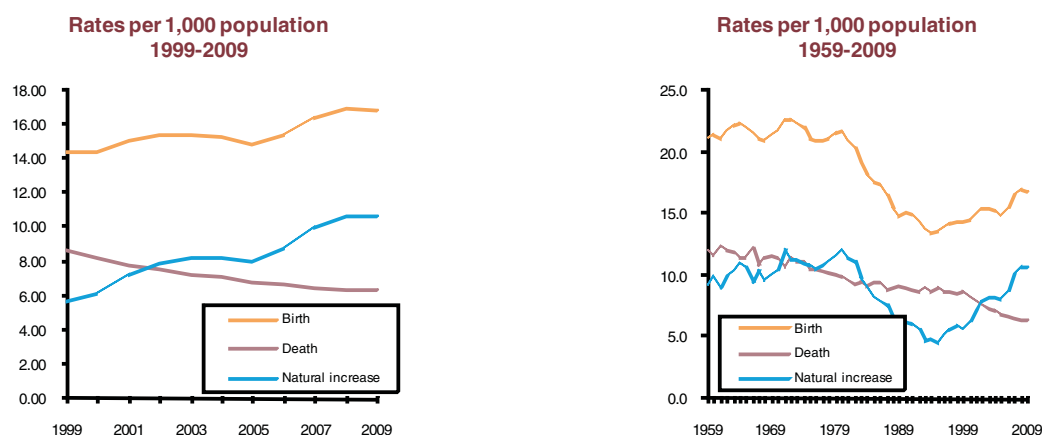 Rates per 1,000 population
1999-2009
18.00
16.00
14.00
12.00
10.00
8.00
6.00
4.00
2.00
0.00
Birth
Death
Natural increase
1999 2001 2003 2005 2007 2009
Rates per 1,000 population
1959-2009
25.0
20.0
15.0
10.0
5.0
0.0
Birth
Death
Natural increase
1959 1969 1979 1989 1999 2009